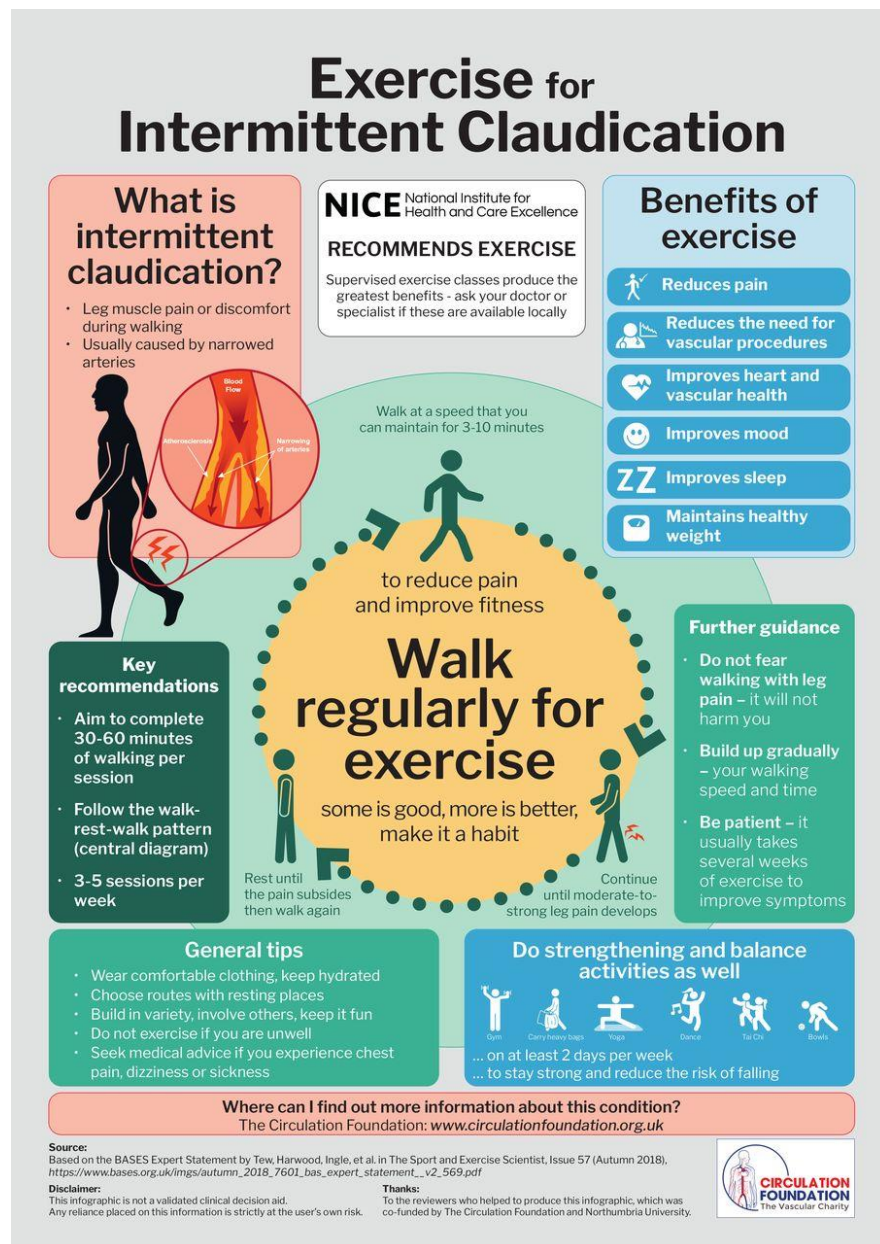 Exercise for
Intermittent Claudication
What is
intermittent
claudication?
• Leg muscle pain or discomfort
during walking
• Usually caused by narrowed
arteries
Blood
Flow
Atherosclerosis
Narrowing
of arteries
NICE National Institute for
Health and Care Excellence
RECOMMENDS EXERCISE
Supervised exercise classes produce the
greatest benefits - ask your doctor or
specialist if these are available locally
Benefits of
exercise
Reduces pain
Reduces the need for
vascular procedures
Improves heart and
vascular health
Improves mood
ZZ Improves sleep
Maintains healthy
weight
Walk at a speed that you
can maintain for 3-10 minutes
to reduce pain
and improve fitness
Walk
regularly for
exercise
some is good, more is better,
make it a habit
Rest until
the pain subsides
then walk again
Continue
until moderate-to-
strong leg pain develops
Key
recommendations
• Aim to complete
30-60 minutes
of walking per
session
• Follow the walk-
rest-walk pattern
(central diagram)
• 3-5 sessions per
week
Further guidance
• Do not fear
walking with leg
pain – it will not
harm you
• Build up gradually
– your walking
speed and time
• Be patient – it
usually takes
several weeks
of exercise to
improve symptoms
General tips
• Wear comfortable clothing, keep hydrated
• Choose routes with resting places
• Build in variety, involve others, keep it fun
• Do not exercise if you are unwell
• Seek medical advice if you experience chest
pain, dizziness or sickness
Do strengthening and balance
activities as well
Gym
Carry heavy bags
Yoga
Dance
Tai Chi
Bowls
... on at least 2 days per week
... to stay strong and reduce the risk of falling
Where can I find out more information about this condition?
The Circulation Foundation: www.circulationfoundation.org.uk
Source:
Based on the BASES Expert Statement by Tew, Harwood, Ingle, et al. in The Sport and Exercise Scientist, Issue 57 (Autumn 2018),
https://www.bases.org.uk/imgs/autumn_2018_7601_bas_expert_statement__v2_569.pdf
Disclaimer:
This infographic is not a validated clinical decision aid.
Any reliance placed on this information is strictly at the user's own risk.
Thanks:
To the reviewers who helped to produce this infographic, which was
co-funded by The Circulation Foundation and Northumbria University.
CIRCULATION
FOUNDATION
The Vascular Charity